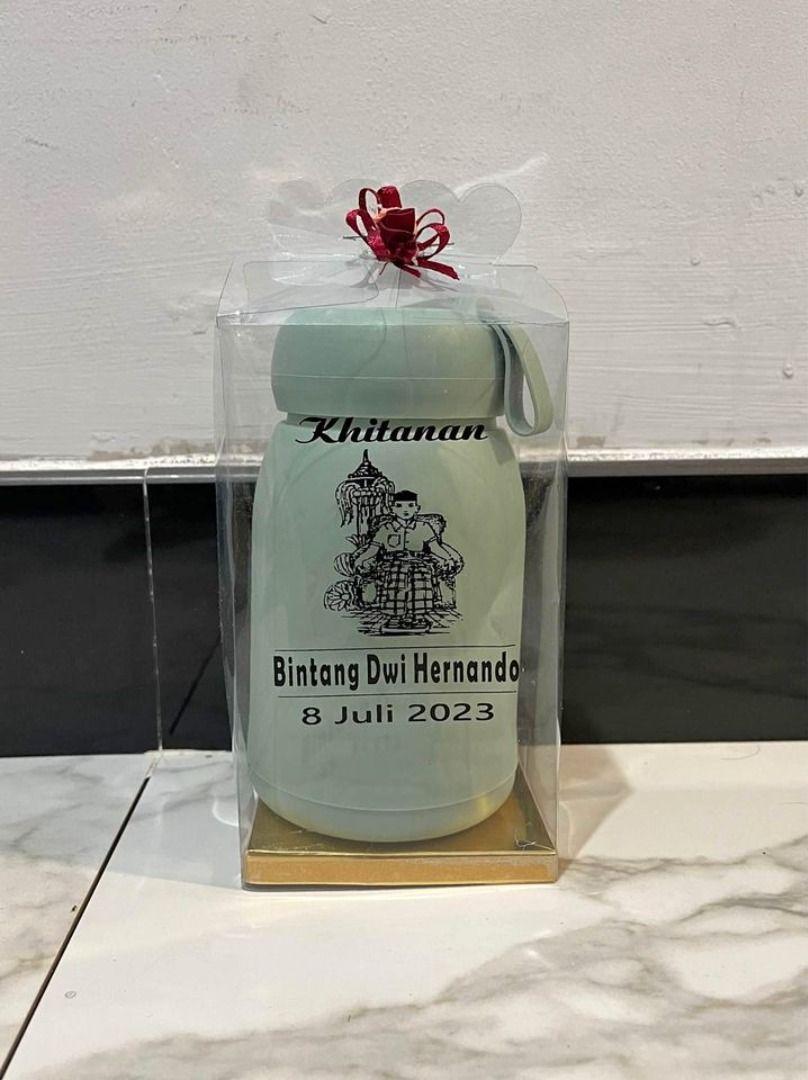 Khitanan
Bintang Dwi Hernando
8 Juli 2023